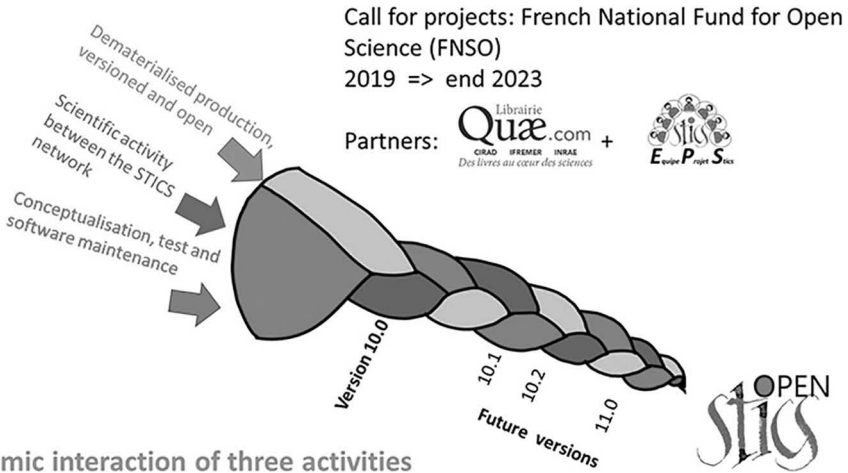 Call for projects: French National Fund for Open
Science (FNSO)
2019 => end 2023
Partners:
Librairie
Quæ.com
CIRAD IFREMER INRAE
Des livres au cœur des sciences
+
stics
Equipe Projet Stics
Dematerialised production,
versioned and open
Scientific activity
between the STICS
network
Conceptualisation, test and
software maintenance
Version 10.0
10.1
10.2
11.0
Future versions
OPEN
stics
mic interaction of three activities